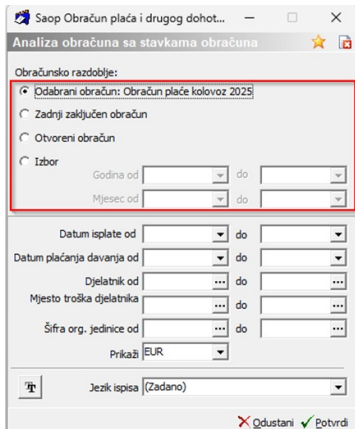 Saop Obračun plaća i drugog dohot...
Analiza obračuna sa stavkama obračuna
Obračunsko razdoblje:
Odabrani obračun: Obračun plaće kolovoz 2025
Zadnji zaključen obračun
Otvoreni obračun
Izbor
Godina od do
Mjesec od do
Datum isplate od do
Datum plaćanja davanja od do
Djelatnik od ... do ...
Mjesto troška djelatnika ... do ...
Šifra org. jedinice od ... do ...
Prikaži EUR
Jezik ispisa (Zadano)
Odustani Potvrdi